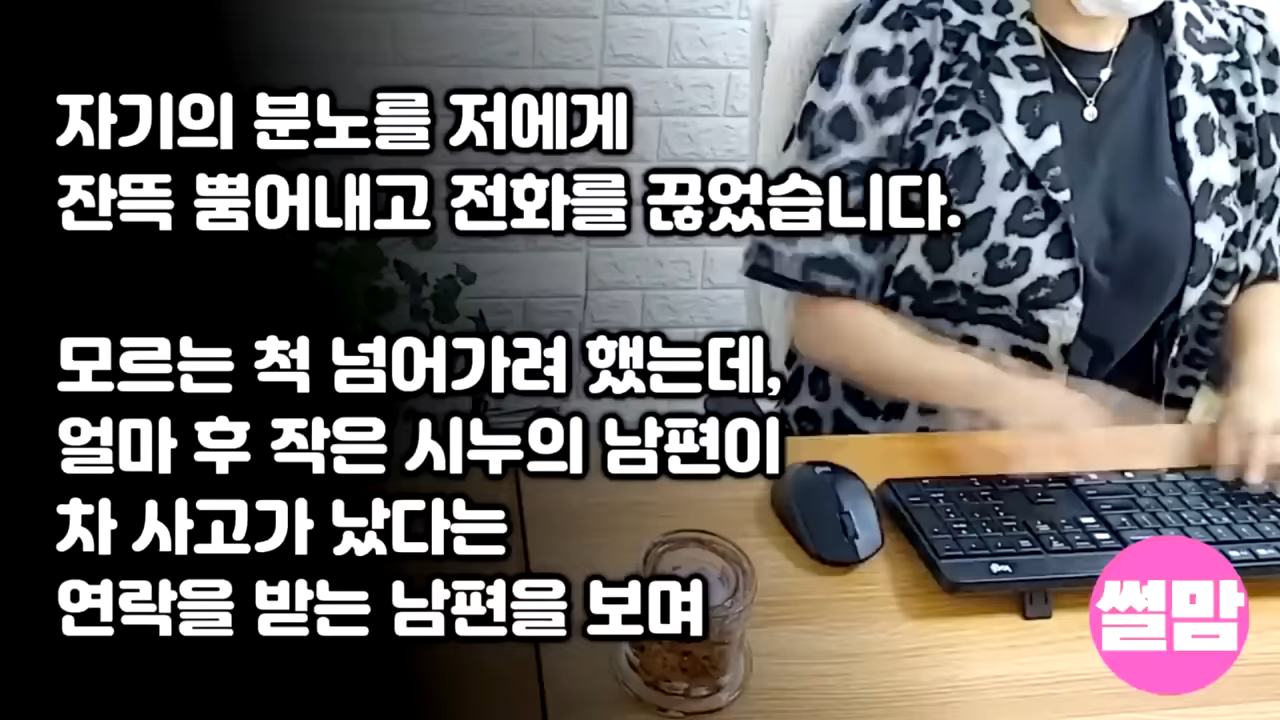 자기의 분노를 저에게
잔뜩 뿜어내고 전화를 끊었습니다.
모르는 척 넘어가려 했는데,
얼마 후 작은 시누의 남편이
차 사고가 났다는
연락을 받는 남편을 보며
썰맘